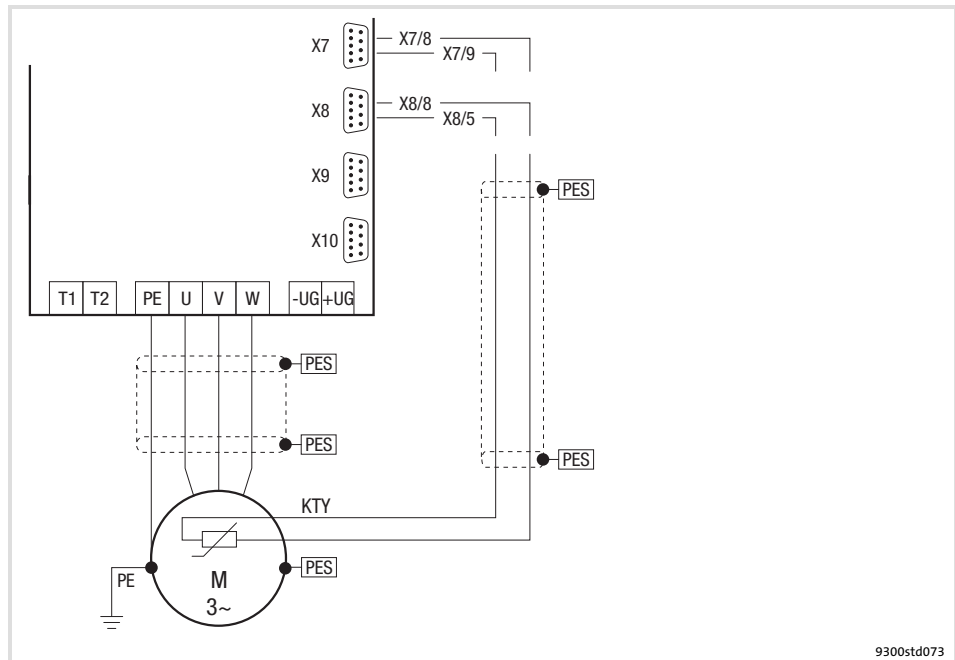 X7
X7/8
X7/9
X8
X8/8
X8/5
X9
PES
X10
T1 T2 PE U V W -UG +UG
PES
PES
PES
KTY
PES
PE
M
3~
9300std073